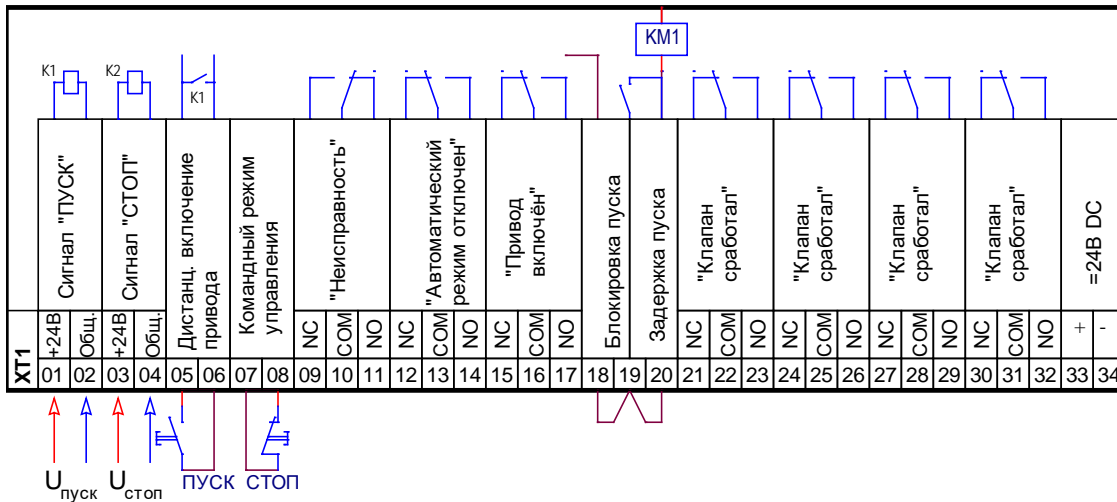 KM1
K1
K2
K1
Сигнал "ПУСК"
Сигнал "СТОП"
Дистанц. включение
привода
Командный режим
управления
"Неисправность"
"Автоматический
режим отключен"
"Привод
включён"
Блокировка пуска
Задержка пуска
"Клапан
сработал"
"Клапан
сработал"
"Клапан
сработал"
"Клапан
сработал"
=24В DC
XT1
+24В Общ. +24В Общ. NC COM NO NC COM NO NC COM NO NC COM NO NC COM NO NC COM NO NC COM NO + -
01 02 03 04 05 06 07 08 09 10 11 12 13 14 15 16 17 18 19 20 21 22 23 24 25 26 27 28 29 30 31 32 33 34
Uпуск Uстоп ПУСК СТОП